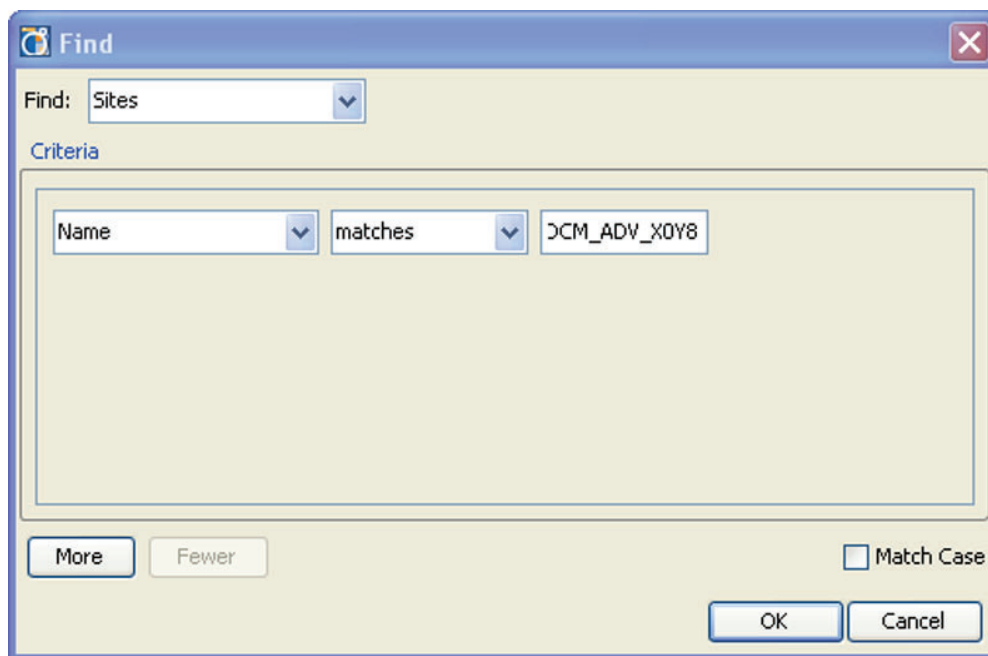 Find
Find: Sites
Criteria
Name matches DCM_ADV_X0Y8
More Fewer Match Case
OK Cancel